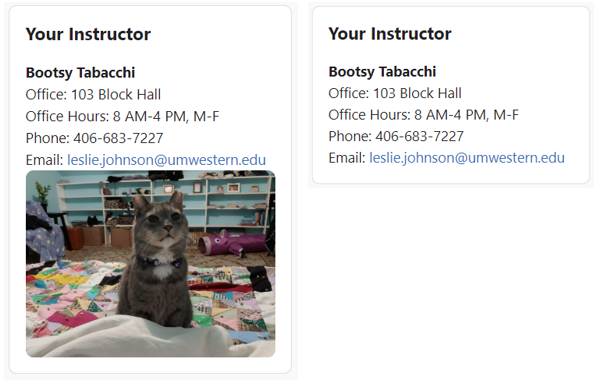 Your Instructor
Bootsy Tabacchi
Office: 103 Block Hall
Office Hours: 8 AM-4 PM, M-F
Phone: 406-683-7227
Email: leslie.johnson@umwestern.edu
Your Instructor
Bootsy Tabacchi
Office: 103 Block Hall
Office Hours: 8 AM-4 PM, M-F
Phone: 406-683-7227
Email: leslie.johnson@umwestern.edu